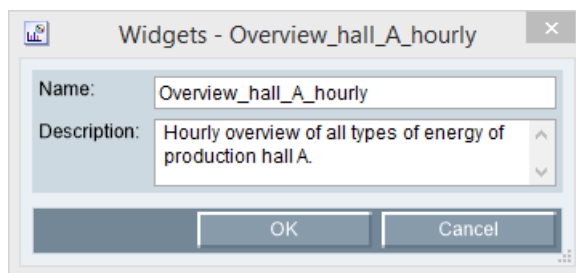 Widgets - Overview_hall_A_hourly
Name: Overview_hall_A_hourly
Description: Hourly overview of all types of energy of
production hall A.
OK Cancel